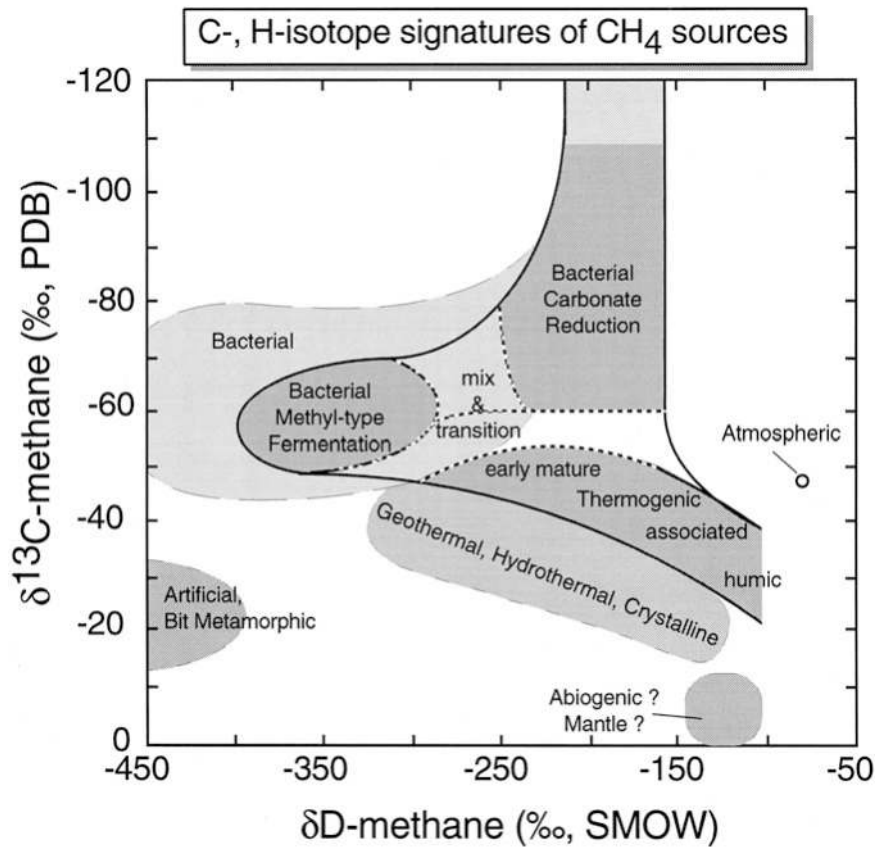 C-, H-isotope signatures of CH4 sources
δ13C-methane (‰, PDB)
-120
-100
-80
-60
-40
-20
0
Bacterial
Carbonate
Reduction
Bacterial
Bacterial
Methyl-type
Fermentation
mix
&
transition
Atmospheric
early mature
Thermogenic
associated
humic
Geothermal, Hydrothermal, Crystalline
Artificial,
Bit Metamorphic
Abiogenic ?
Mantle ?
-450
-350
-250
-150
-50
δD-methane (‰, SMOW)